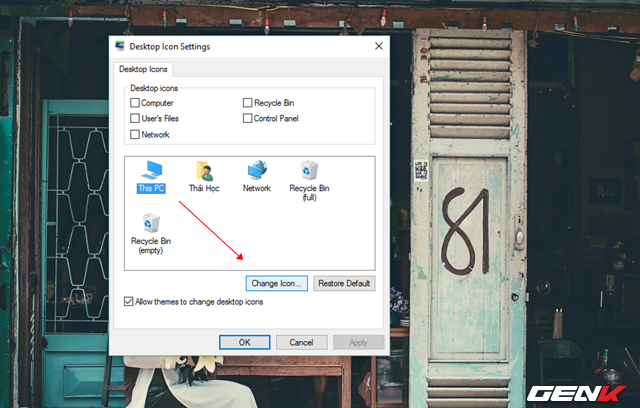 Desktop Icon Settings
Desktop Icons
Desktop icons
Computer
Recycle Bin
User's Files
Control Panel
Network
This PC
Thái Học
Network
Recycle Bin
(full)
Recycle Bin
(empty)
Change Icon...
Restore Default
Allow themes to change desktop icons
OK
Cancel
Apply
81
GENK